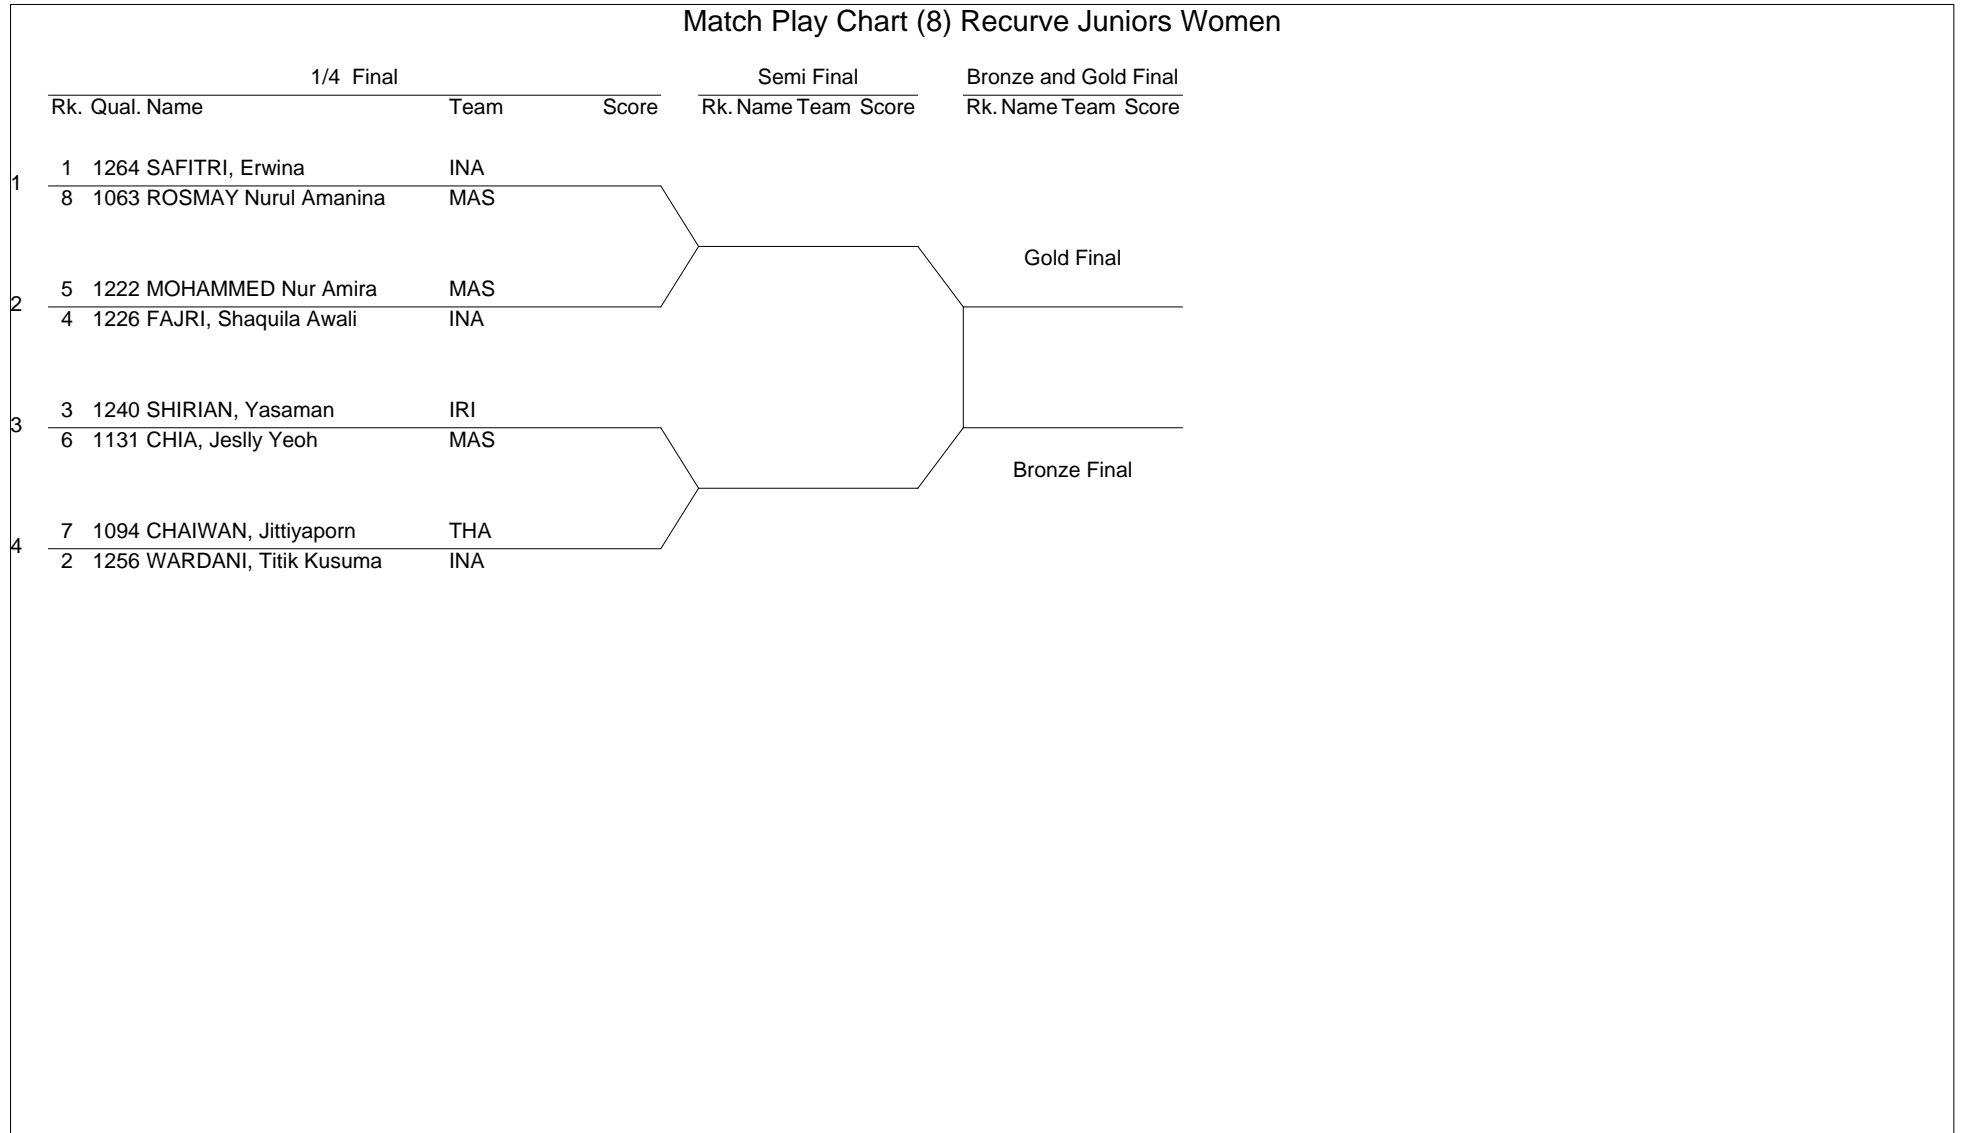 Match Play Chart (8) Recurve Juniors Women
1/4 Final Semi Final Bronze and Gold Final
Rk. Qual. Name Team Score Rk. Name Team Score Rk. Name Team Score
1 1264 SAFITRI, Erwina INA
1
8 1063 ROSMAY Nurul Amanina MAS
Gold Final
5 1222 MOHAMMED Nur Amira MAS
2
4 1226 FAJRI, Shaquila Awali INA
3 1240 SHIRIAN, Yasaman IRI
3
6 1131 CHIA, Jeslly Yeoh MAS
Bronze Final
7 1094 CHAIWAN, Jittiyaporn THA
4
2 1256 WARDANI, Titik Kusuma INA